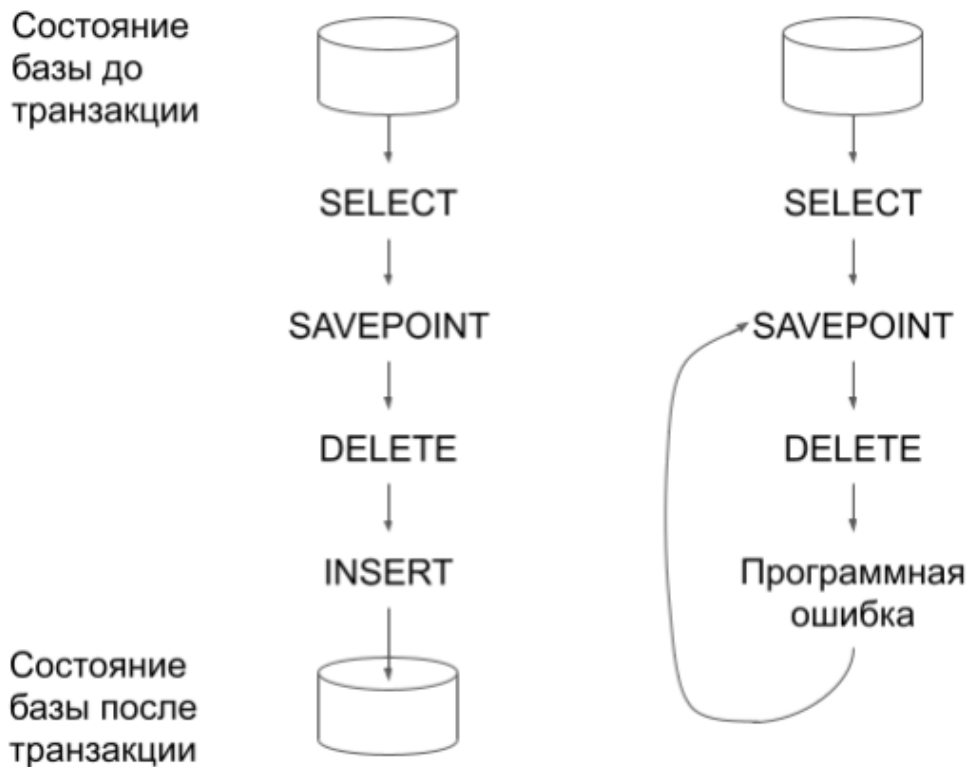 Состояние
базы до
транзакции
SELECT
SAVEPOINT
DELETE
INSERT
Состояние
базы после
транзакции
SELECT
SAVEPOINT
DELETE
Программная
ошибка